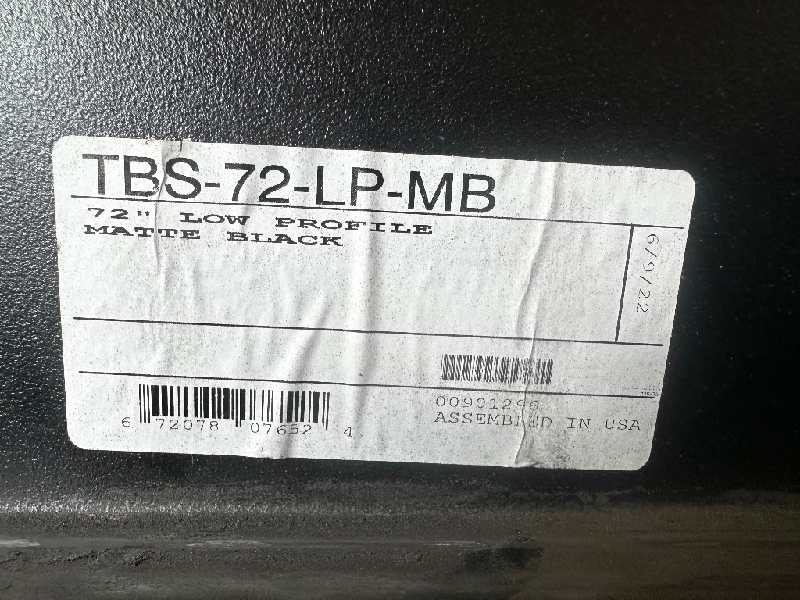 TBS-72-LP-MB
72" LOW PROFILE
MATTE BLACK
6/9/22
00901296
ASSEMBLED IN USA
6 72078 07652 4